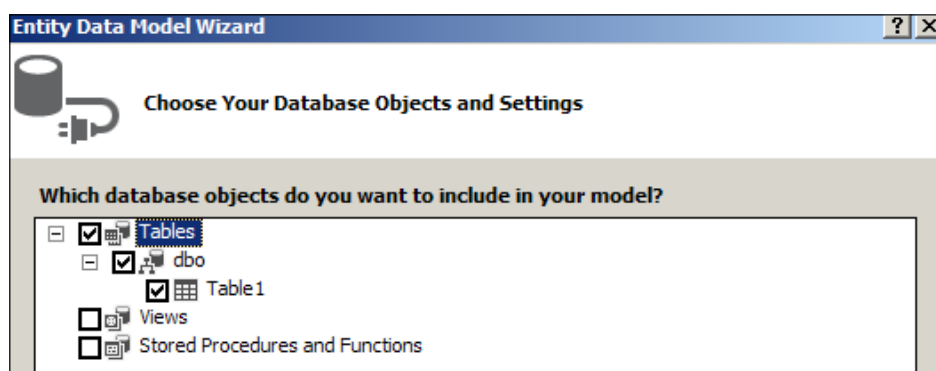 Entity Data Model Wizard
Choose Your Database Objects and Settings
Which database objects do you want to include in your model?
Tables
dbo
Table1
Views
Stored Procedures and Functions